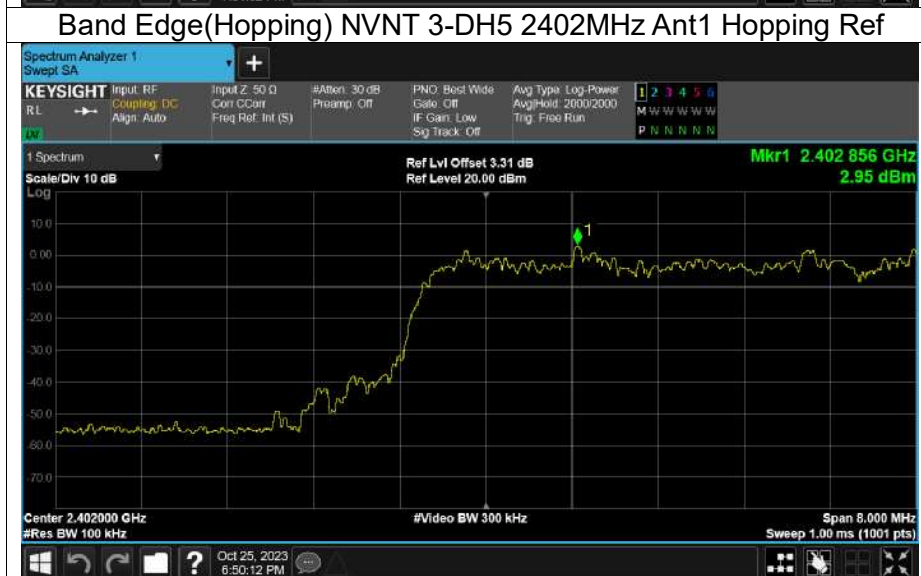 Band Edge(Hopping) NVNT 3-DH5 2402MHz Ant1 Hopping Ref
Spectrum Analyzer 1
Swept SA
+
KEYSIGHT
RL
Input: RF
Coupling: DC
Align: Auto
Input Z: 50 Ω
Corr CCorr
Freq Ref: Int (S)
#Atten: 30 dB
Preamp: Off
PNO: Best Wide
Gate: Off
IF Gain: Low
Sig Track: Off
Avg Type: Log-Power
Avg|Hold: 2000/2000
Trig: Free Run
1 2 3 4 5 6
M W W W W W
P N N N N N
1 Spectrum
Scale/Div 10 dB
Log
Ref Lvl Offset 3.31 dB
Ref Level 20.00 dBm
Mkr1 2.402 856 GHz
2.95 dBm
1
10.0
0.00
-10.0
-20.0
-30.0
-40.0
-50.0
-60.0
-70.0
Center 2.402000 GHz
#Res BW 100 kHz
#Video BW 300 kHz
Span 8.000 MHz
Sweep 1.00 ms (1001 pts)
?
Oct 25, 2023
6:50:12 PM